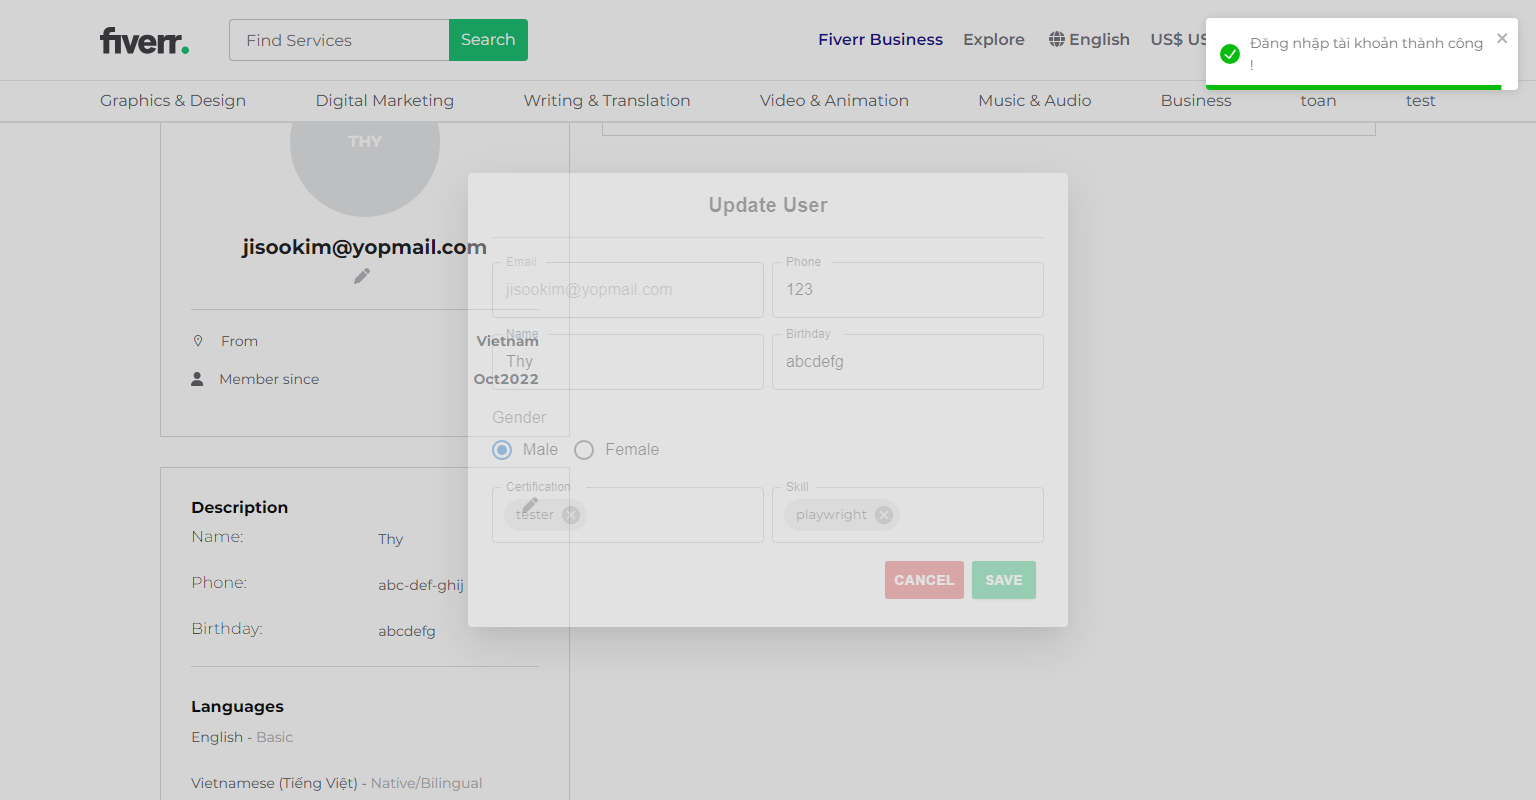 fiverr.
Find Services
Search
Fiverr Business
Explore
English
US$ US
Đăng nhập tài khoản thành công
!
Graphics & Design
Digital Marketing
Writing & Translation
Video & Animation
Music & Audio
Business
toan
test
THY
jisookim@yopmail.com
From
Vietnam
Member since
Oct2022
Description
Name:
Thy
Phone:
abc-def-ghij
Birthday:
abcdefg
Languages
English - Basic
Vietnamese (Tiếng Việt) - Native/Bilingual
Update User
Email
jisookim@yopmail.com
Phone
123
Name
Thy
Birthday
abcdefg
Gender
Male
Female
Certification
tester
Skill
playwright
CANCEL
SAVE